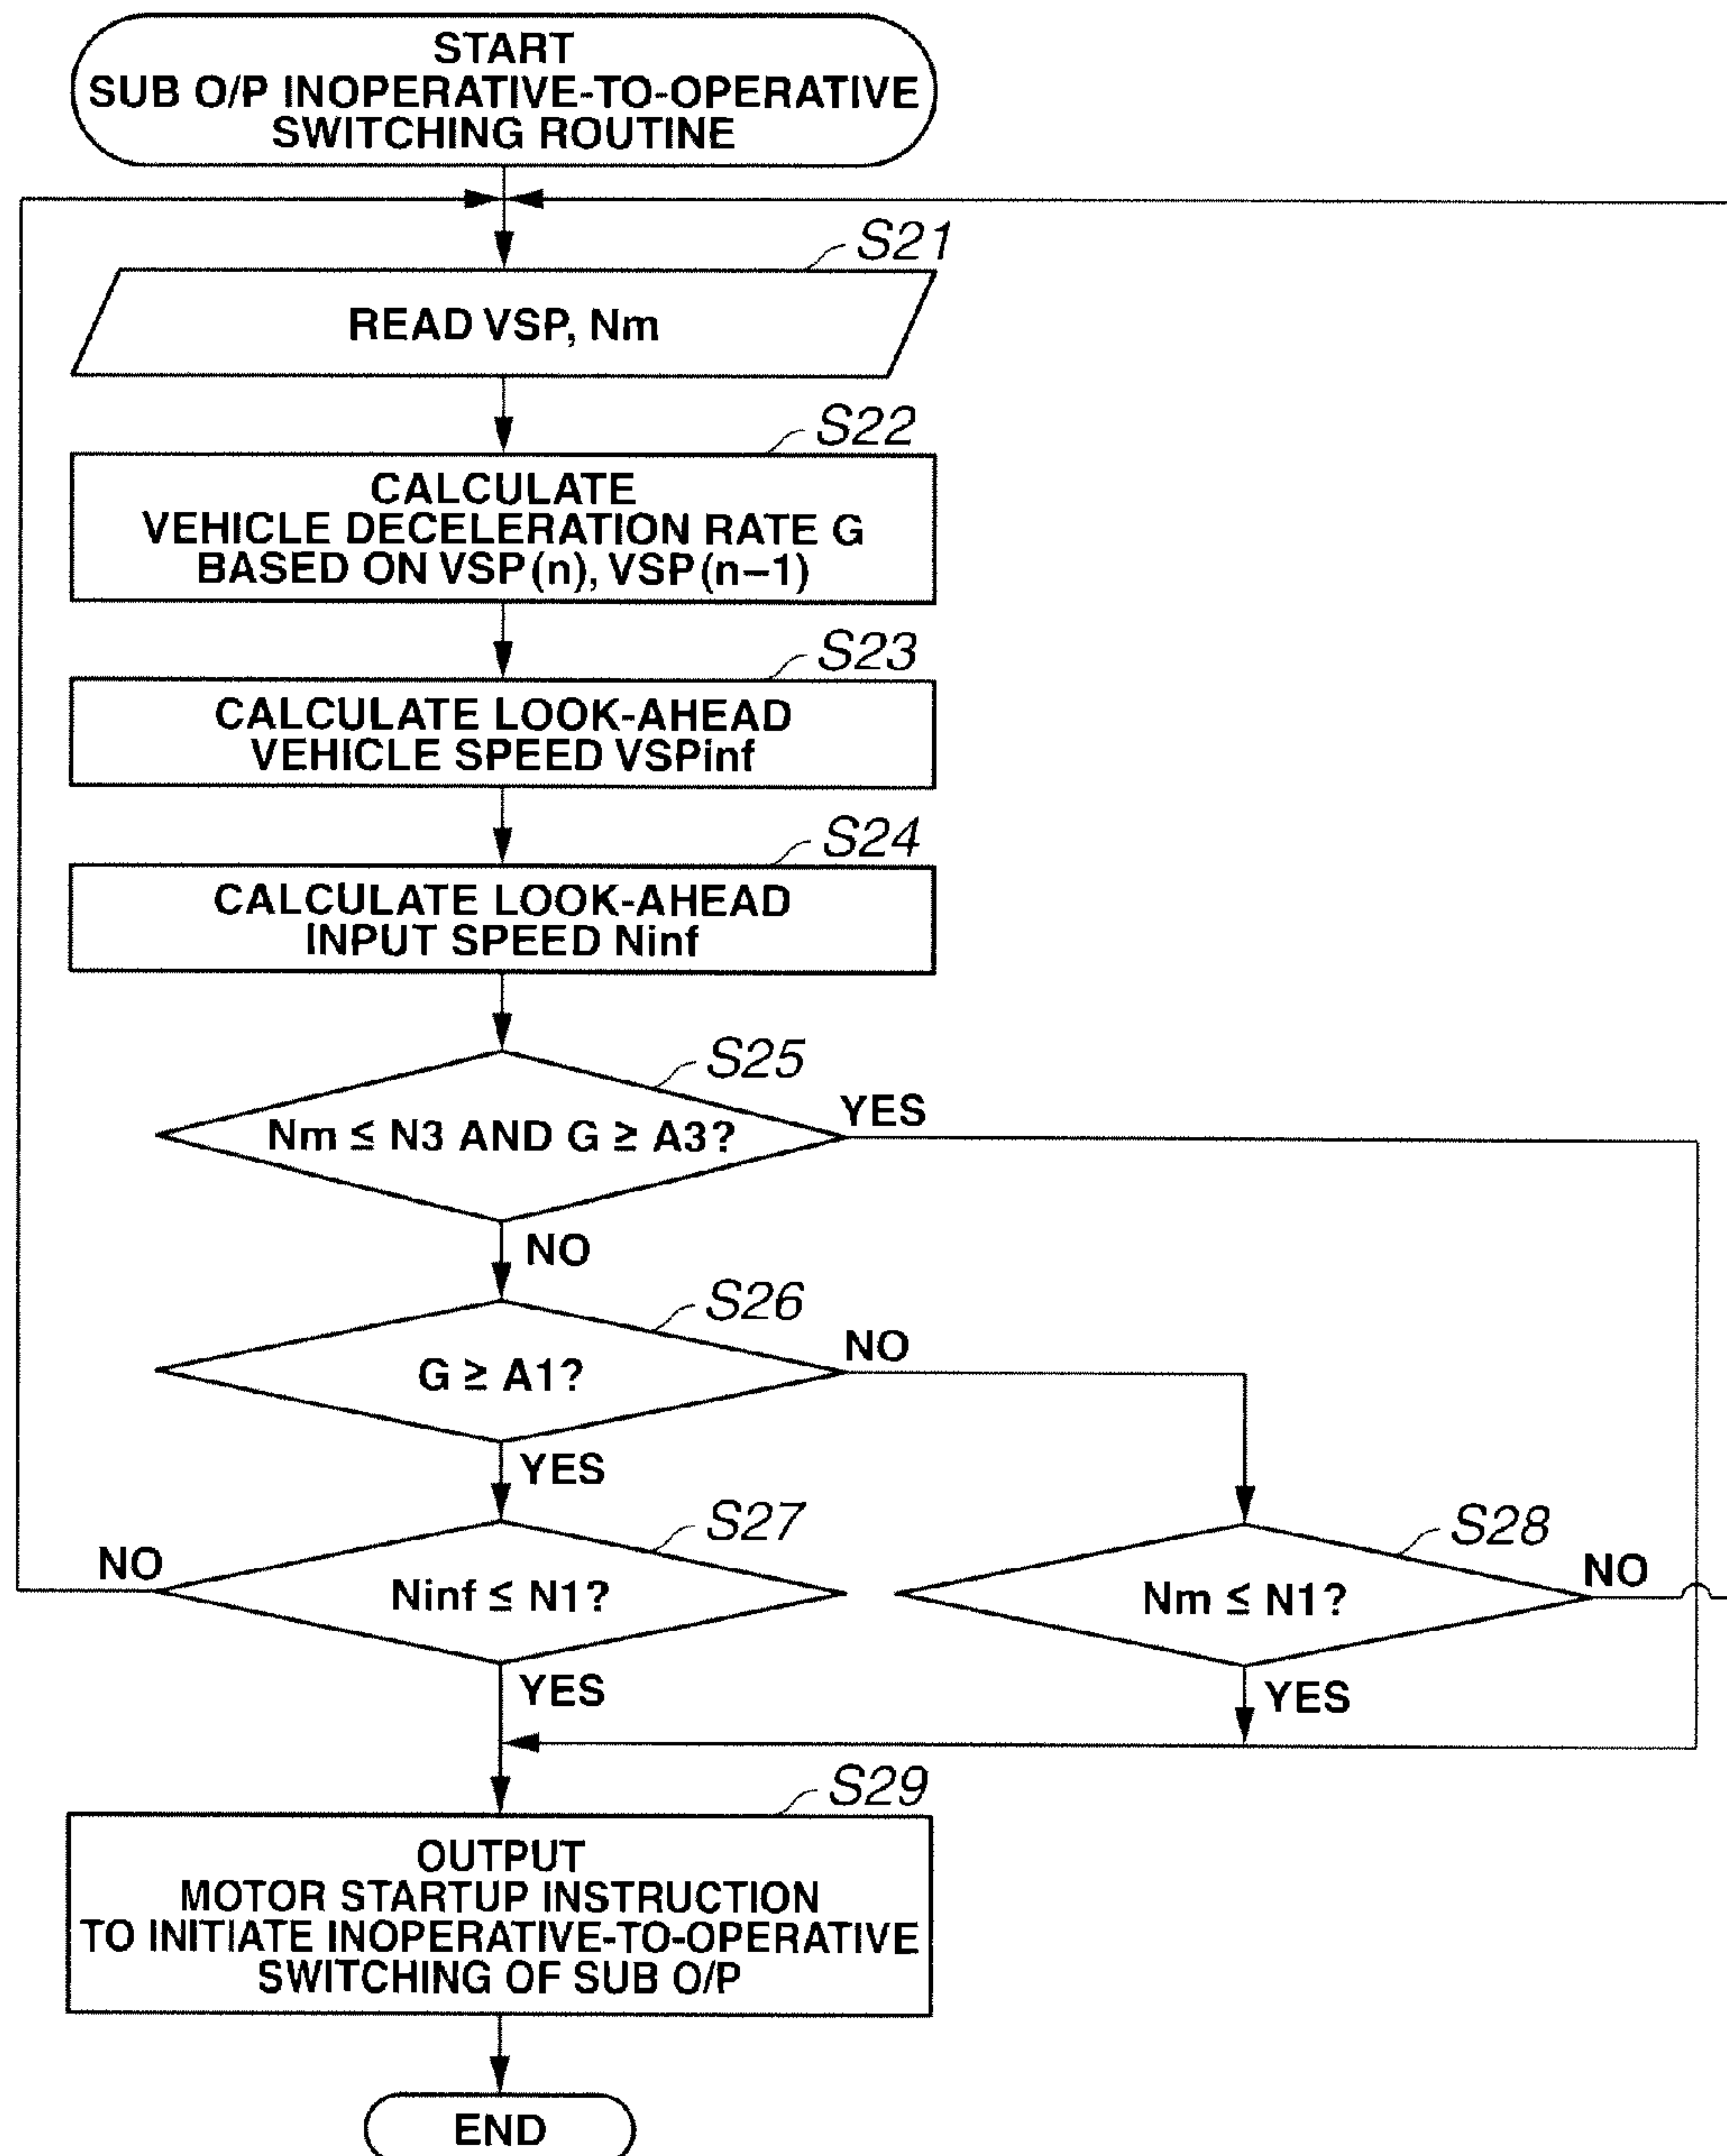 START
SUB O/P INOPERATIVE-TO-OPERATIVE
SWITCHING ROUTINE
S21
READ VSP, Nm
S22
CALCULATE
VEHICLE DECELERATION RATE G
BASED ON VSP(n), VSP(n−1)
S23
CALCULATE LOOK-AHEAD
VEHICLE SPEED VSPinf
S24
CALCULATE LOOK-AHEAD
INPUT SPEED Ninf
S25
Nm ≤ N3 AND G ≥ A3?
YES
NO
S26
G ≥ A1?
NO
YES
S27
Ninf ≤ N1?
NO
YES
S28
Nm ≤ N1?
NO
YES
S29
OUTPUT
MOTOR STARTUP INSTRUCTION
TO INITIATE INOPERATIVE-TO-OPERATIVE
SWITCHING OF SUB O/P
END